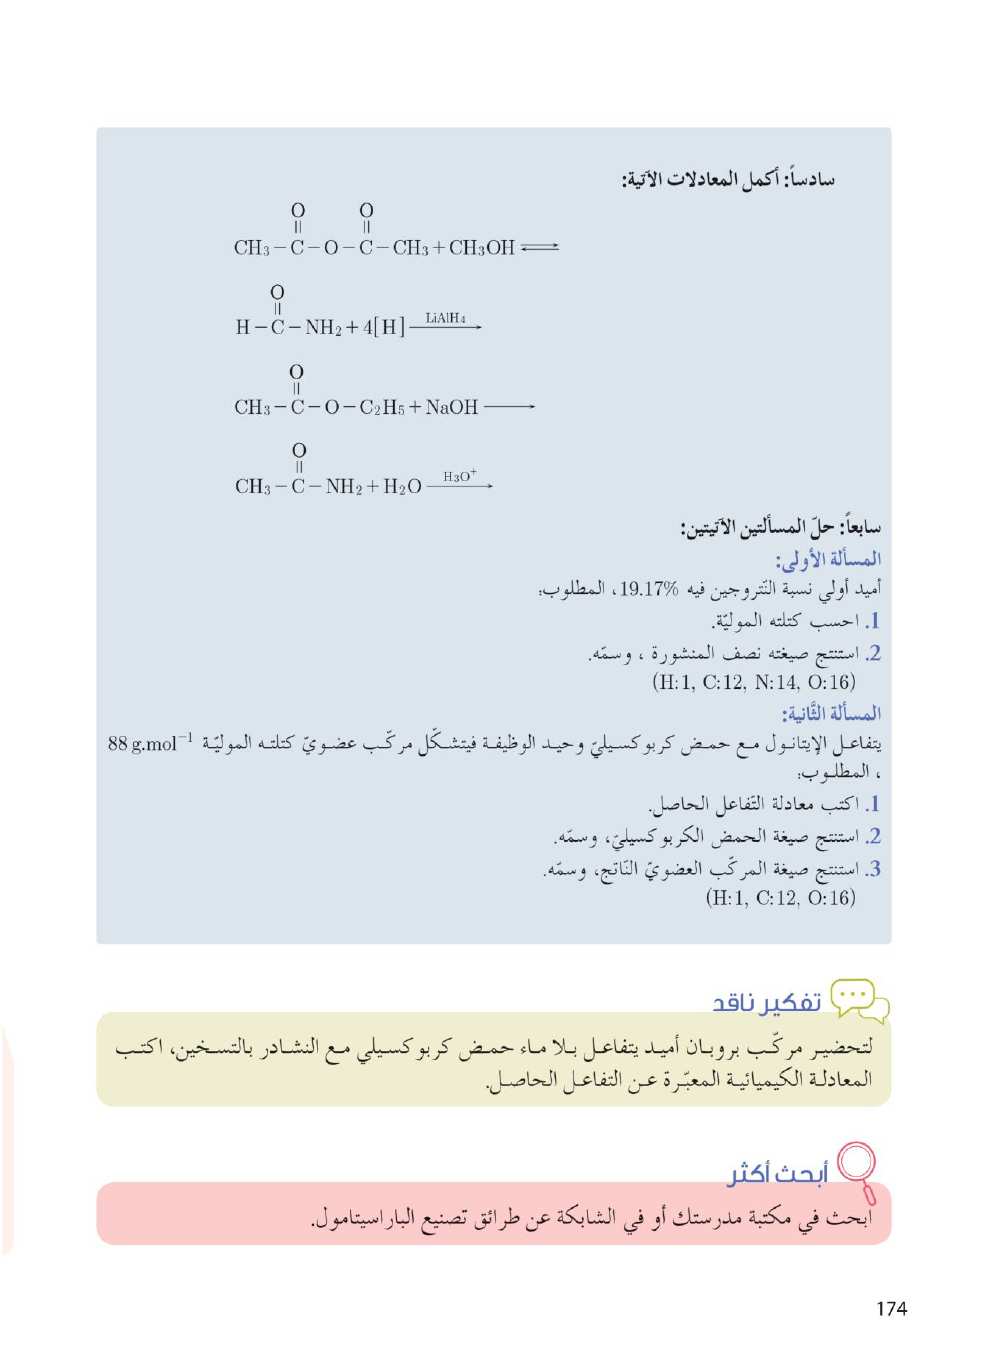 سادساً: أكمل المعادلات الآتية:
O O
|| ||
CH3 – C – O – C – CH3 + CH3OH ⇌
O
||
H – C – NH2 + 4[H] —LiAlH4→
O
||
CH3 – C – O – C2H5 + NaOH ⟶
O
||
CH3 – C – NH2 + H2O —H3O⁺→
سابعاً: حلّ المسألتين الآتيتين:
المسألة الأولى:
أميد أولي نسبة النّتروجين فيه 19.17%، المطلوب:
1. احسب كتلته الموليّة.
2. استنتج صيغته نصف المنشورة ، وسمّه.
(H:1, C:12, N:14, O:16)
المسألة الثَّانية:
يتفاعل الإيتانول مع حمض كربوكسيليّ وحيد الوظيفة فيتشكّل مركّب عضويّ كتلته الموليّة 88 g.mol⁻¹
، المطلوب:
1. اكتب معادلة التّفاعل الحاصل.
2. استنتج صيغة الحمض الكربوكسيليّ، وسمّه.
3. استنتج صيغة المركّب العضويّ النّاتج، وسمّه.
(H:1, C:12, O:16)
تفكير ناقد
لتحضير مركّب بروبان أميد يتفاعل بلا ماء حمض كربوكسيلي مع النشادر بالتسخين، اكتب
المعادلة الكيميائية المعبّرة عن التفاعل الحاصل.
أبحث أكثر
ابحث في مكتبة مدرستك أو في الشابكة عن طرائق تصنيع الباراسيتامول.
174